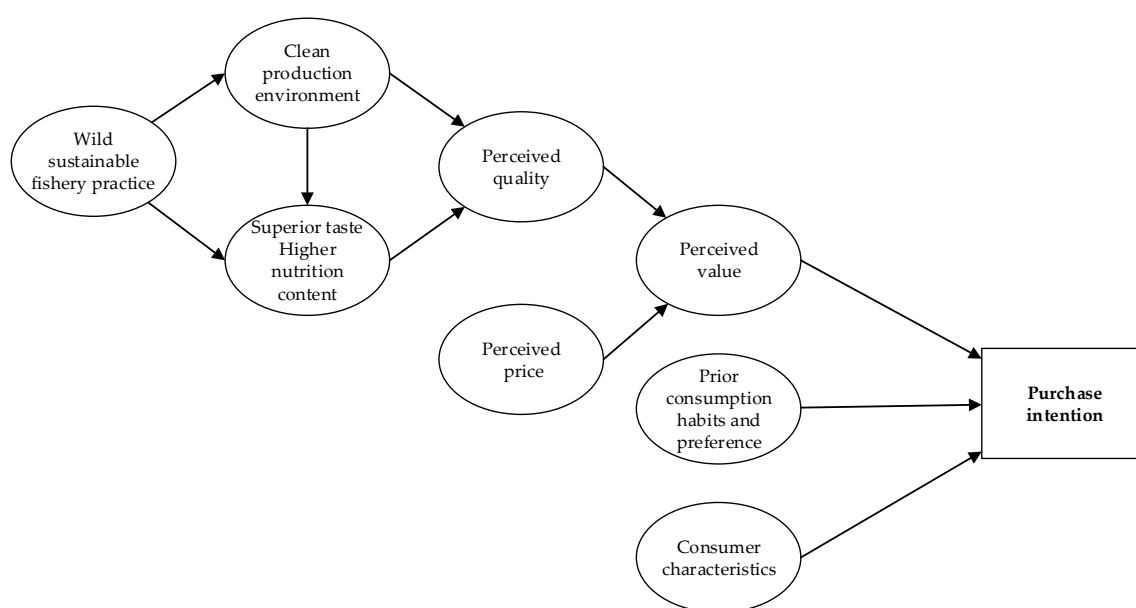 Clean
production
environment
Wild
sustainable
fishery practice
Perceived
quality
Superior taste
Higher
nutrition
content
Perceived
value
Perceived
price
Prior
consumption
habits and
preference
Purchase
intention
Consumer
characteristics